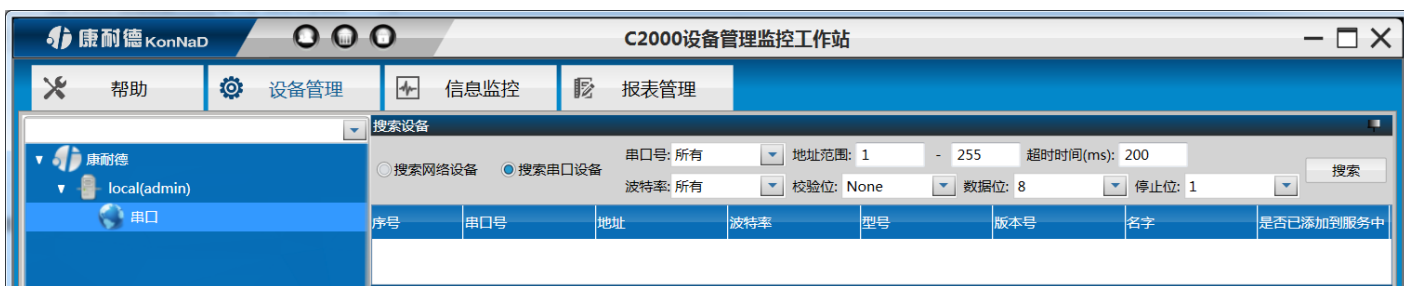 康耐德 KonNaD C2000设备管理监控工作站
帮助 设备管理 信息监控 报表管理
搜索设备
康耐德
local(admin)
串口
搜索网络设备 搜索串口设备
串口号: 所有 地址范围: 1 - 255 超时时间(ms): 200
波特率: 所有 校验位: None 数据位: 8 停止位: 1
搜索
序号 串口号 地址 波特率 型号 版本号 名字 是否已添加到服务中